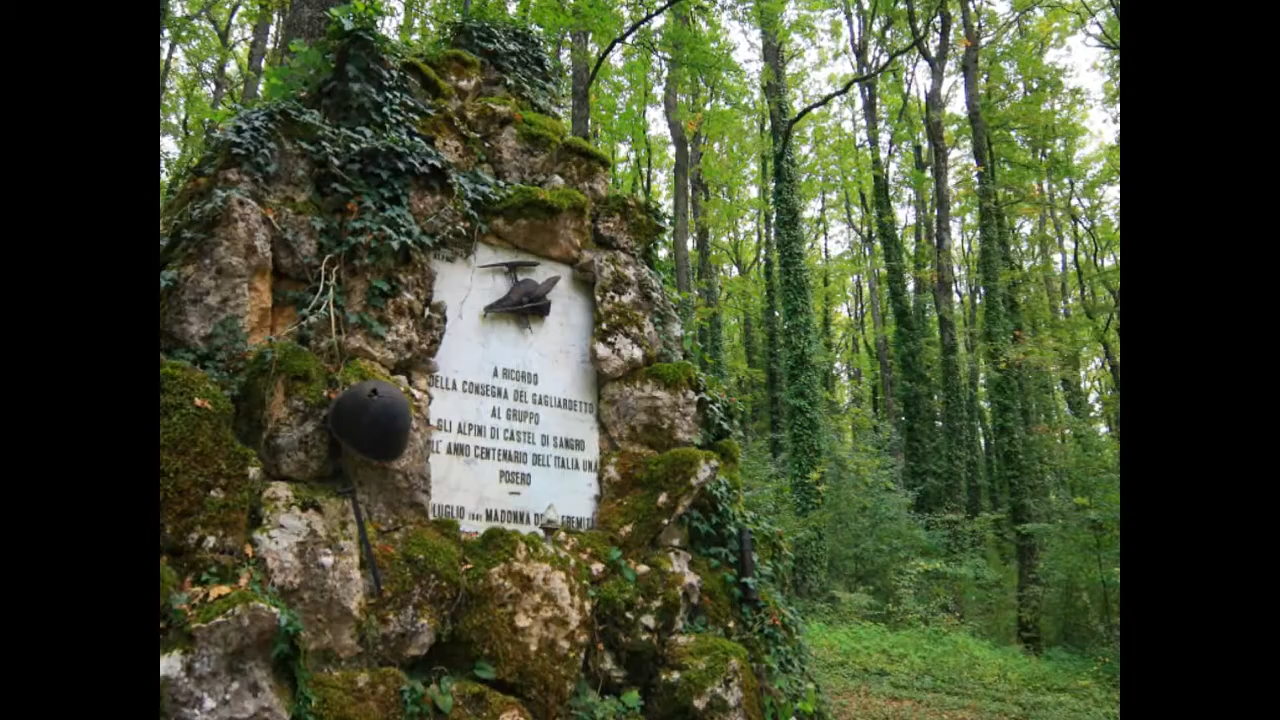 A RICORDO
DELLA CONSEGNA DEL GAGLIARDETTO
AL GRUPPO
GLI ALPINI DI CASTEL DI SANGRO
L' ANNO CENTENARIO DELL'ITALIA UNA
POSERO
LUGLIO 1961 MADONNA